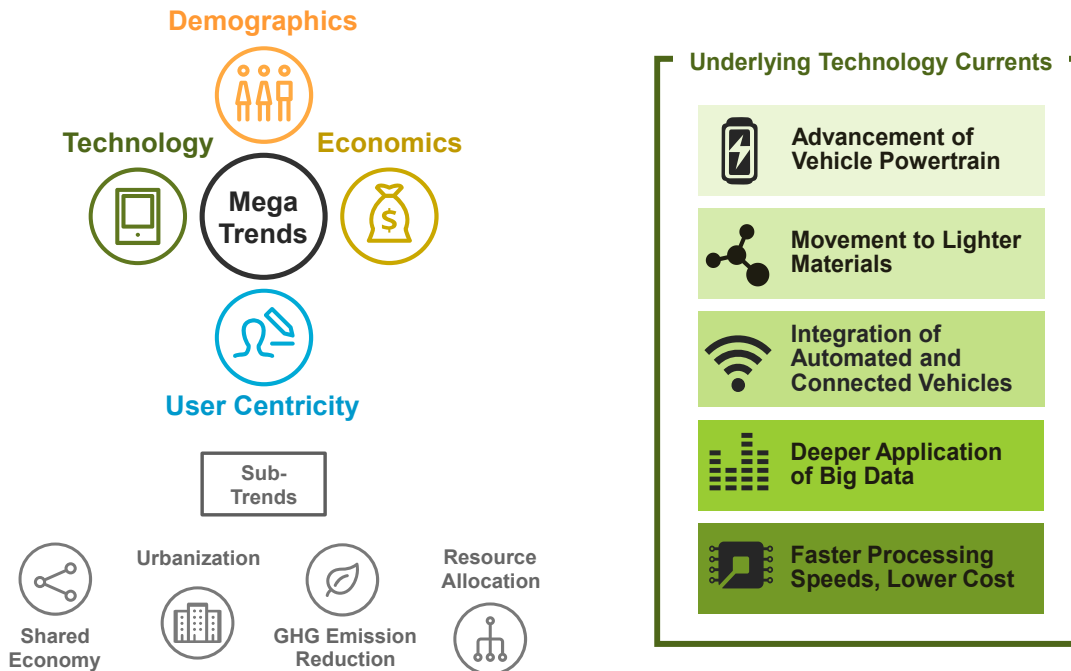 Demographics
Technology
Economics
Mega
Trends
$
User Centricity
Sub-
Trends
Shared
Economy
Urbanization
GHG Emission
Reduction
Resource
Allocation
Underlying Technology Currents
Advancement of
Vehicle Powertrain
Movement to Lighter
Materials
Integration of
Automated and
Connected Vehicles
Deeper Application
of Big Data
Faster Processing
Speeds, Lower Cost